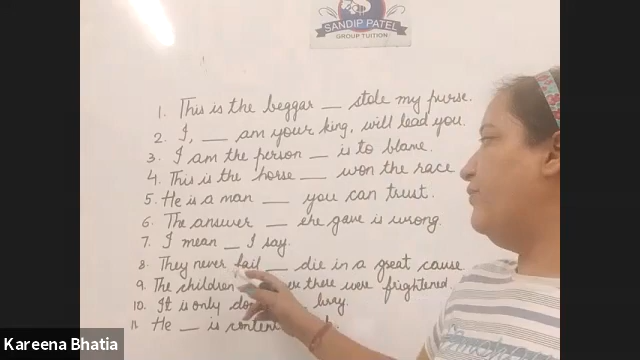 SANDIP PATEL
GROUP TUITION
1. This is the beggar __ stole my purse.
2. I, __ am your king, will lead you.
3. I am the person __ is to blame.
4. This is the horse __ won the race
5. He is a man __ you can trust.
6. The answer __ ere gave is wrong.
7. I mean __ I say.
8. They never fail __ die in a great cause
9. The children there were frightened
10. It is only
11. He __ is
Kareena Bhatia